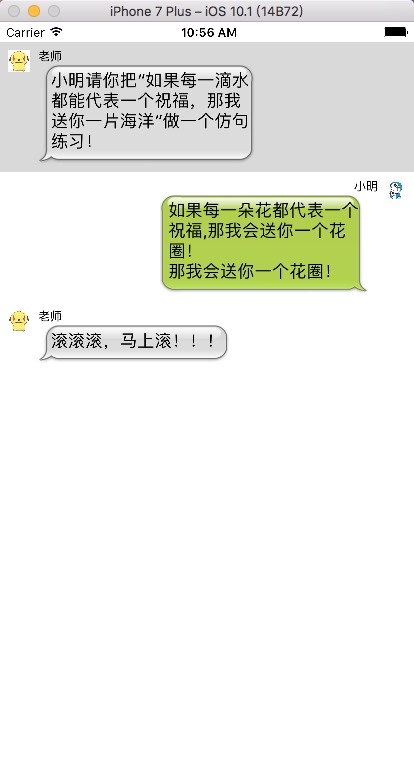 iPhone 7 Plus – iOS 10.1 (14B72)
Carrier 10:56 AM
老师
小明请你把“如果每一滴水
都能代表一个祝福，那我
送你一片海洋”做一个仿句
练习！
小明
如果每一朵花都代表一个
祝福,那我会送你一个花
圈！
那我会送你一个花圈！
老师
滚滚滚，马上滚！！！